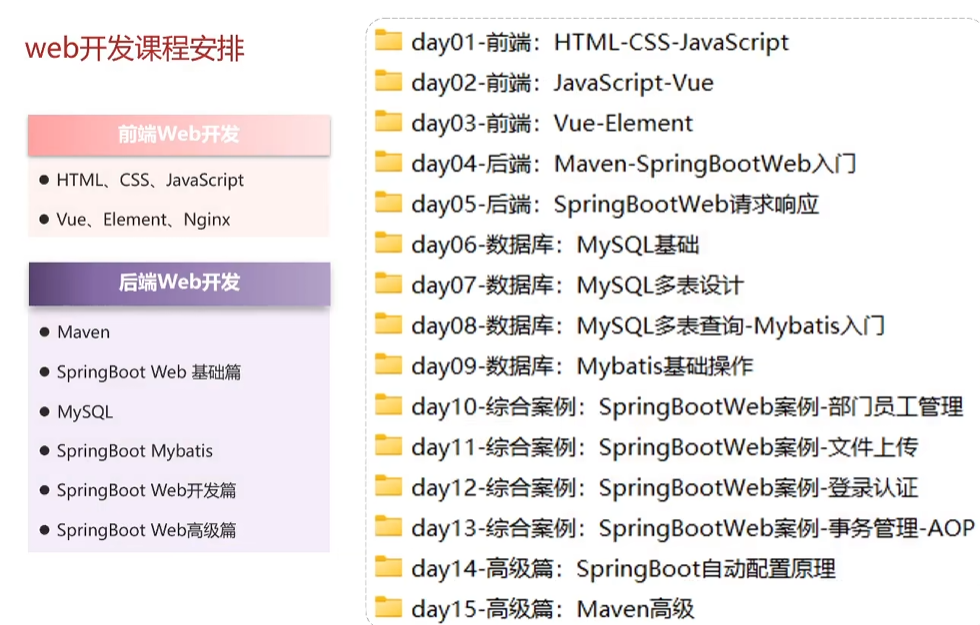 web开发课程安排
前端Web开发
● HTML、CSS、JavaScript
● Vue、Element、Nginx
后端Web开发
● Maven
● SpringBoot Web 基础篇
● MySQL
● SpringBoot Mybatis
● SpringBoot Web开发篇
● SpringBoot Web高级篇
day01-前端：HTML-CSS-JavaScript
day02-前端：JavaScript-Vue
day03-前端：Vue-Element
day04-后端：Maven-SpringBootWeb入门
day05-后端：SpringBootWeb请求响应
day06-数据库：MySQL基础
day07-数据库：MySQL多表设计
day08-数据库：MySQL多表查询-Mybatis入门
day09-数据库：Mybatis基础操作
day10-综合案例：SpringBootWeb案例-部门员工管理
day11-综合案例：SpringBootWeb案例-文件上传
day12-综合案例：SpringBootWeb案例-登录认证
day13-综合案例：SpringBootWeb案例-事务管理-AOP
day14-高级篇：SpringBoot自动配置原理
day15-高级篇：Maven高级